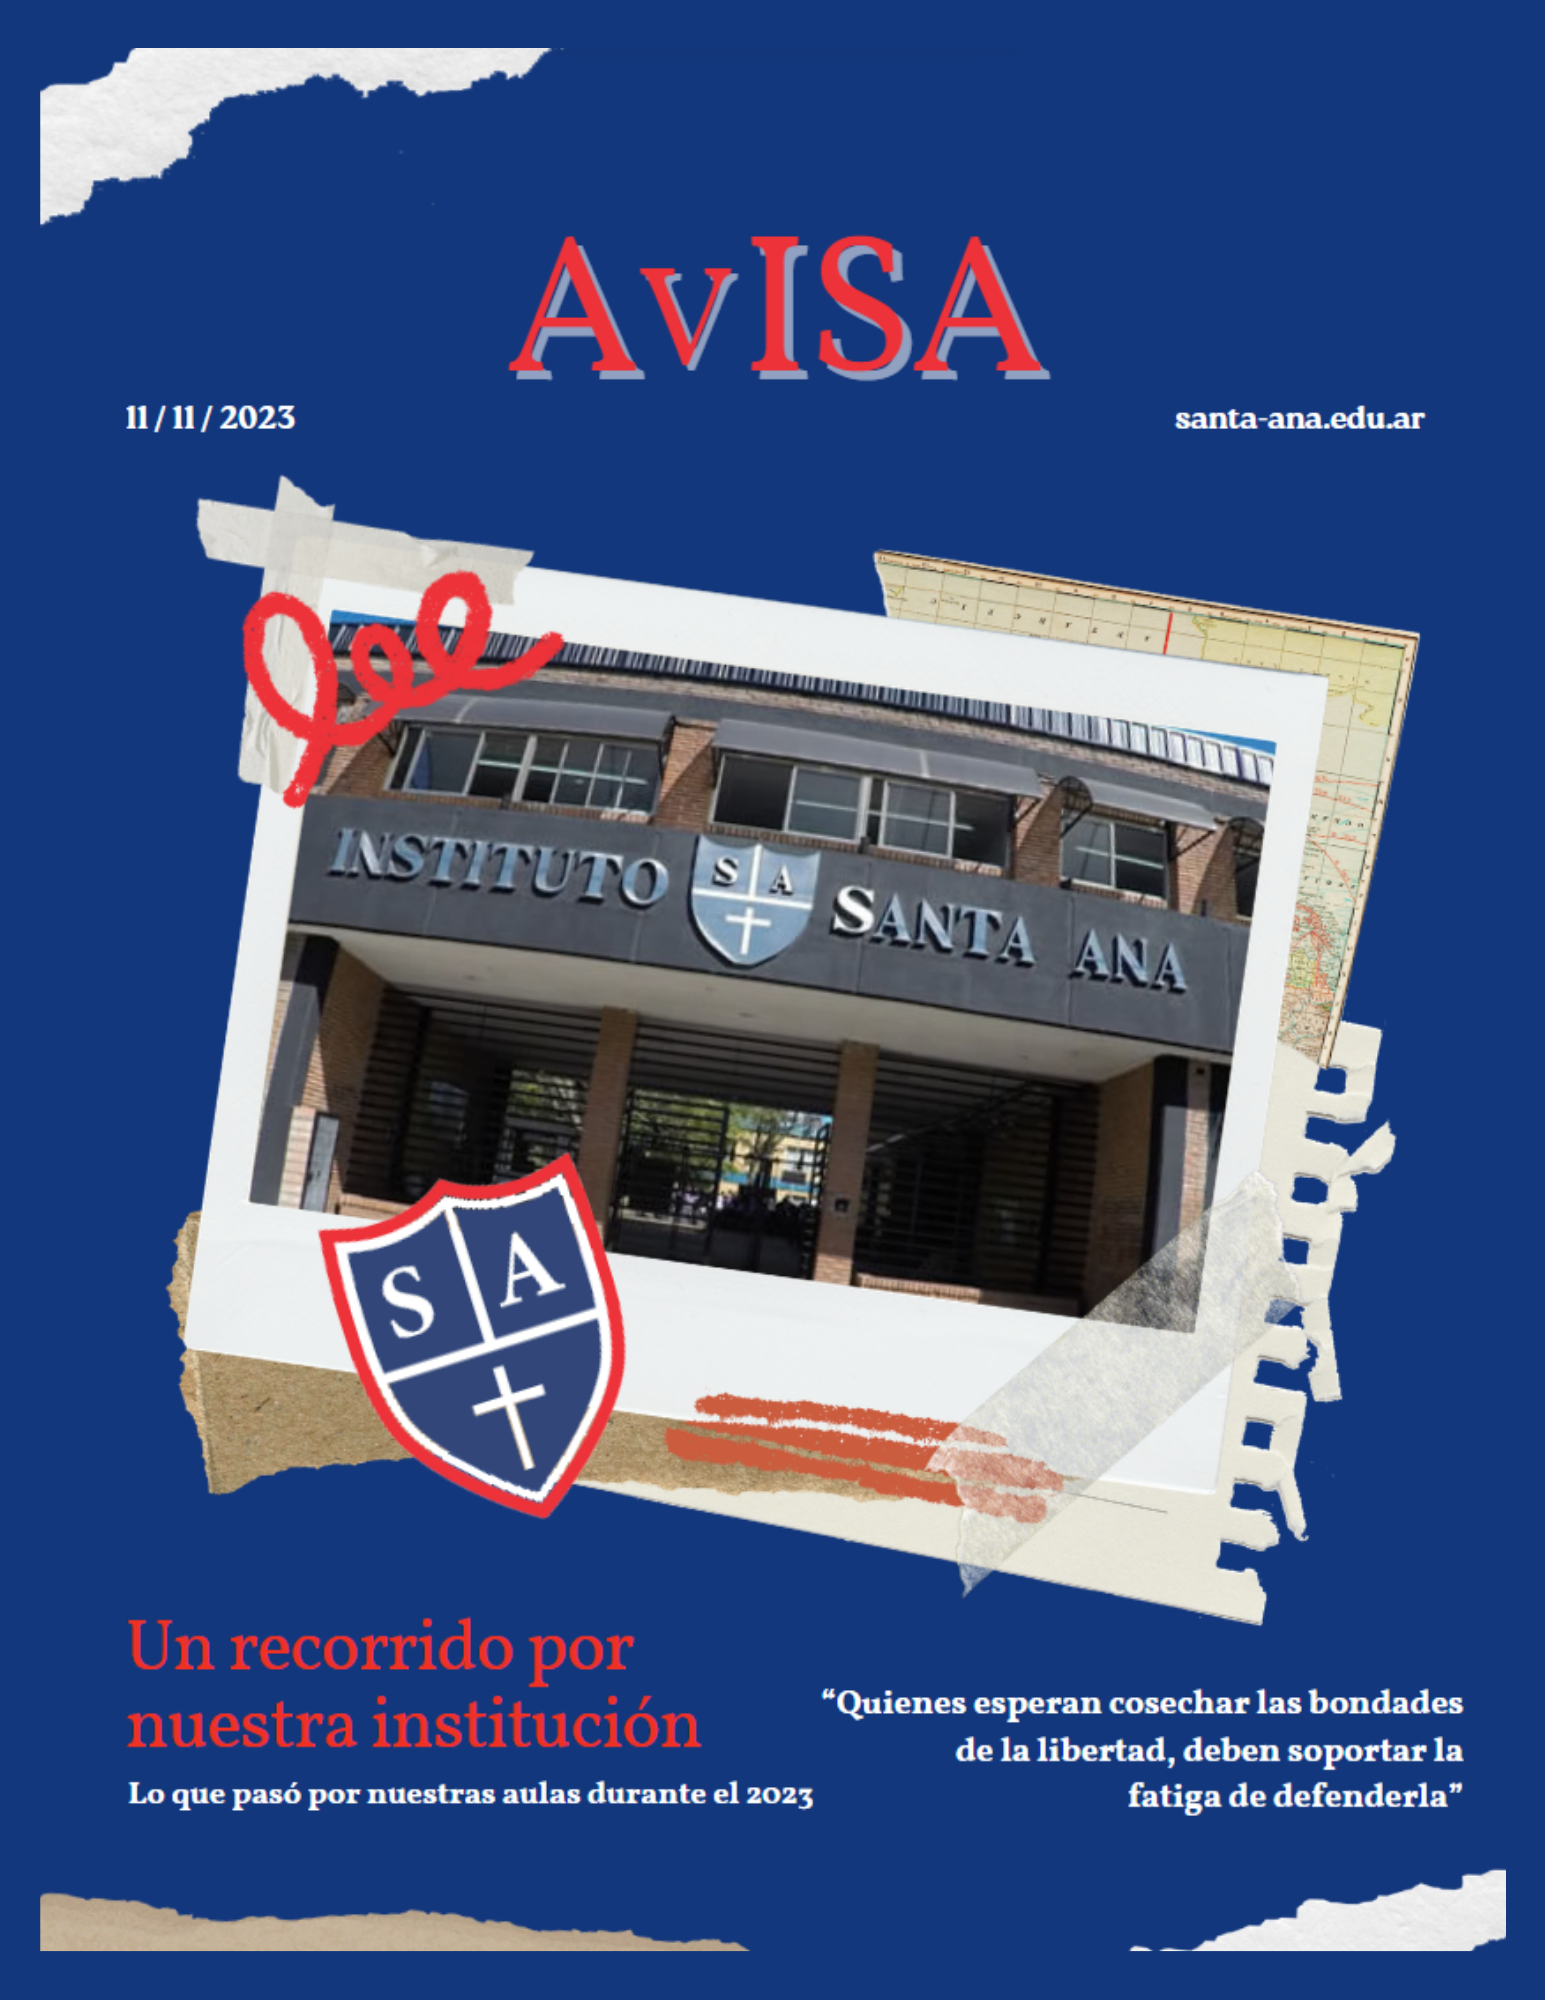 AvISA
11 / 11 / 2023
santa-ana.edu.ar
INSTITUTO S A SANTA ANA
S A
Un recorrido por
nuestra institución
Lo que pasó por nuestras aulas durante el 2023
“Quienes esperan cosechar las bondades
de la libertad, deben soportar la
fatiga de defenderla”